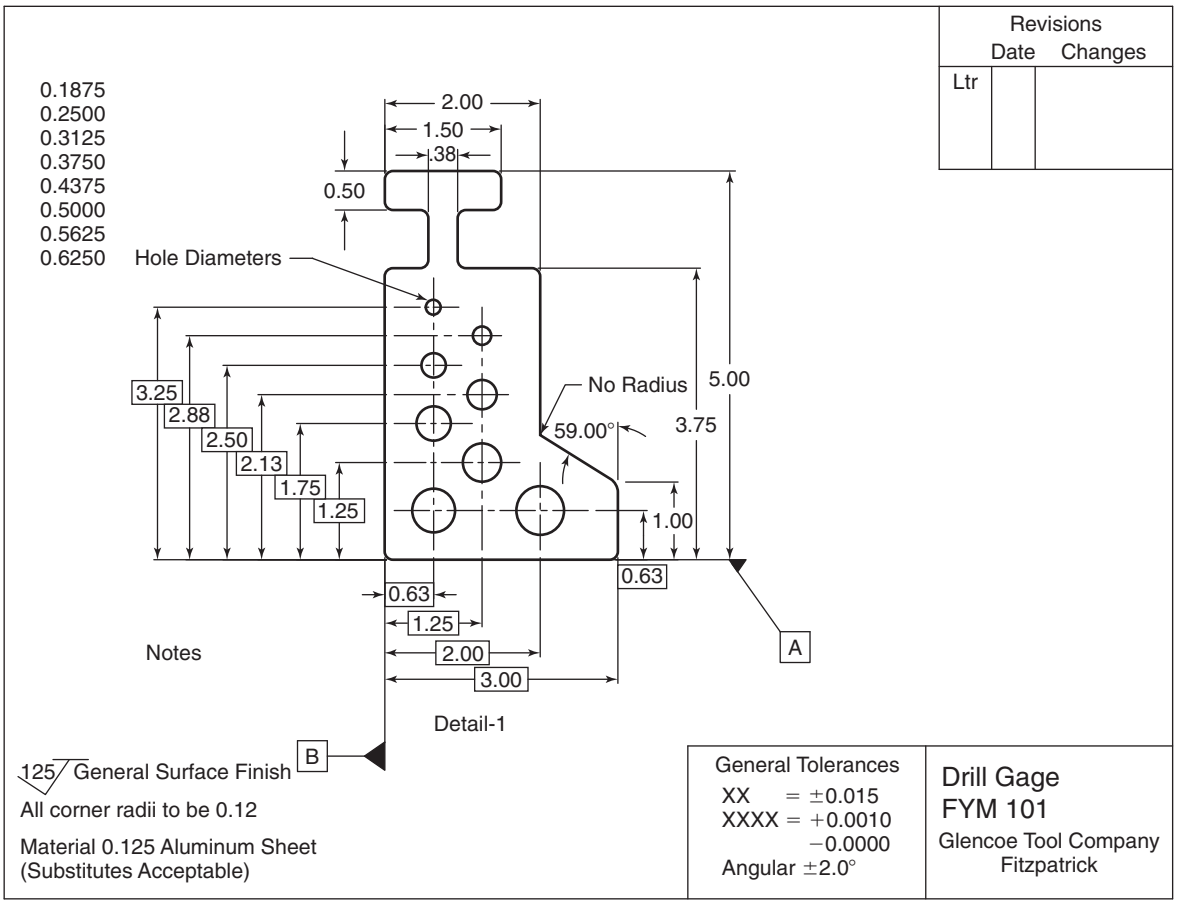 Revisions
Date Changes
Ltr
0.1875
0.2500
0.3125
0.3750
0.4375
0.5000
0.5625
0.6250
Hole Diameters
2.00
1.50
.38
0.50
No Radius
59.00°
5.00
3.75
3.25
2.88
2.50
2.13
1.75
1.25
1.00
0.63
0.63
1.25
2.00
3.00
A
Notes
Detail-1
B
125 General Surface Finish
All corner radii to be 0.12
Material 0.125 Aluminum Sheet
(Substitutes Acceptable)
General Tolerances
XX = ±0.015
XXXX = +0.0010
−0.0000
Angular ±2.0°
Drill Gage
FYM 101
Glencoe Tool Company
Fitzpatrick